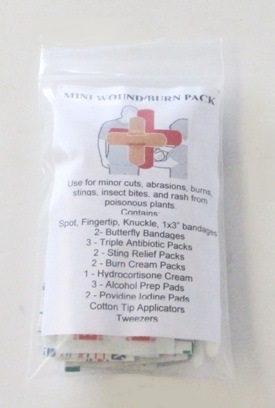 MINI WOUND/BURN PACK
Use for minor cuts, abrasions, burns,
stings, insect bites, and rash from
poisonous plants.
Contains:
Spot, Fingertip, Knuckle, 1x3" bandages
2- Butterfly Bandages
3 - Triple Antibiotic Packs
2 - Sting Relief Packs
2 - Burn Cream Packs
1 - Hydrocortisone Cream
3 - Alcohol Prep Pads
2 - Povidine Iodine Pads
Cotton Tip Applicators
Tweezers